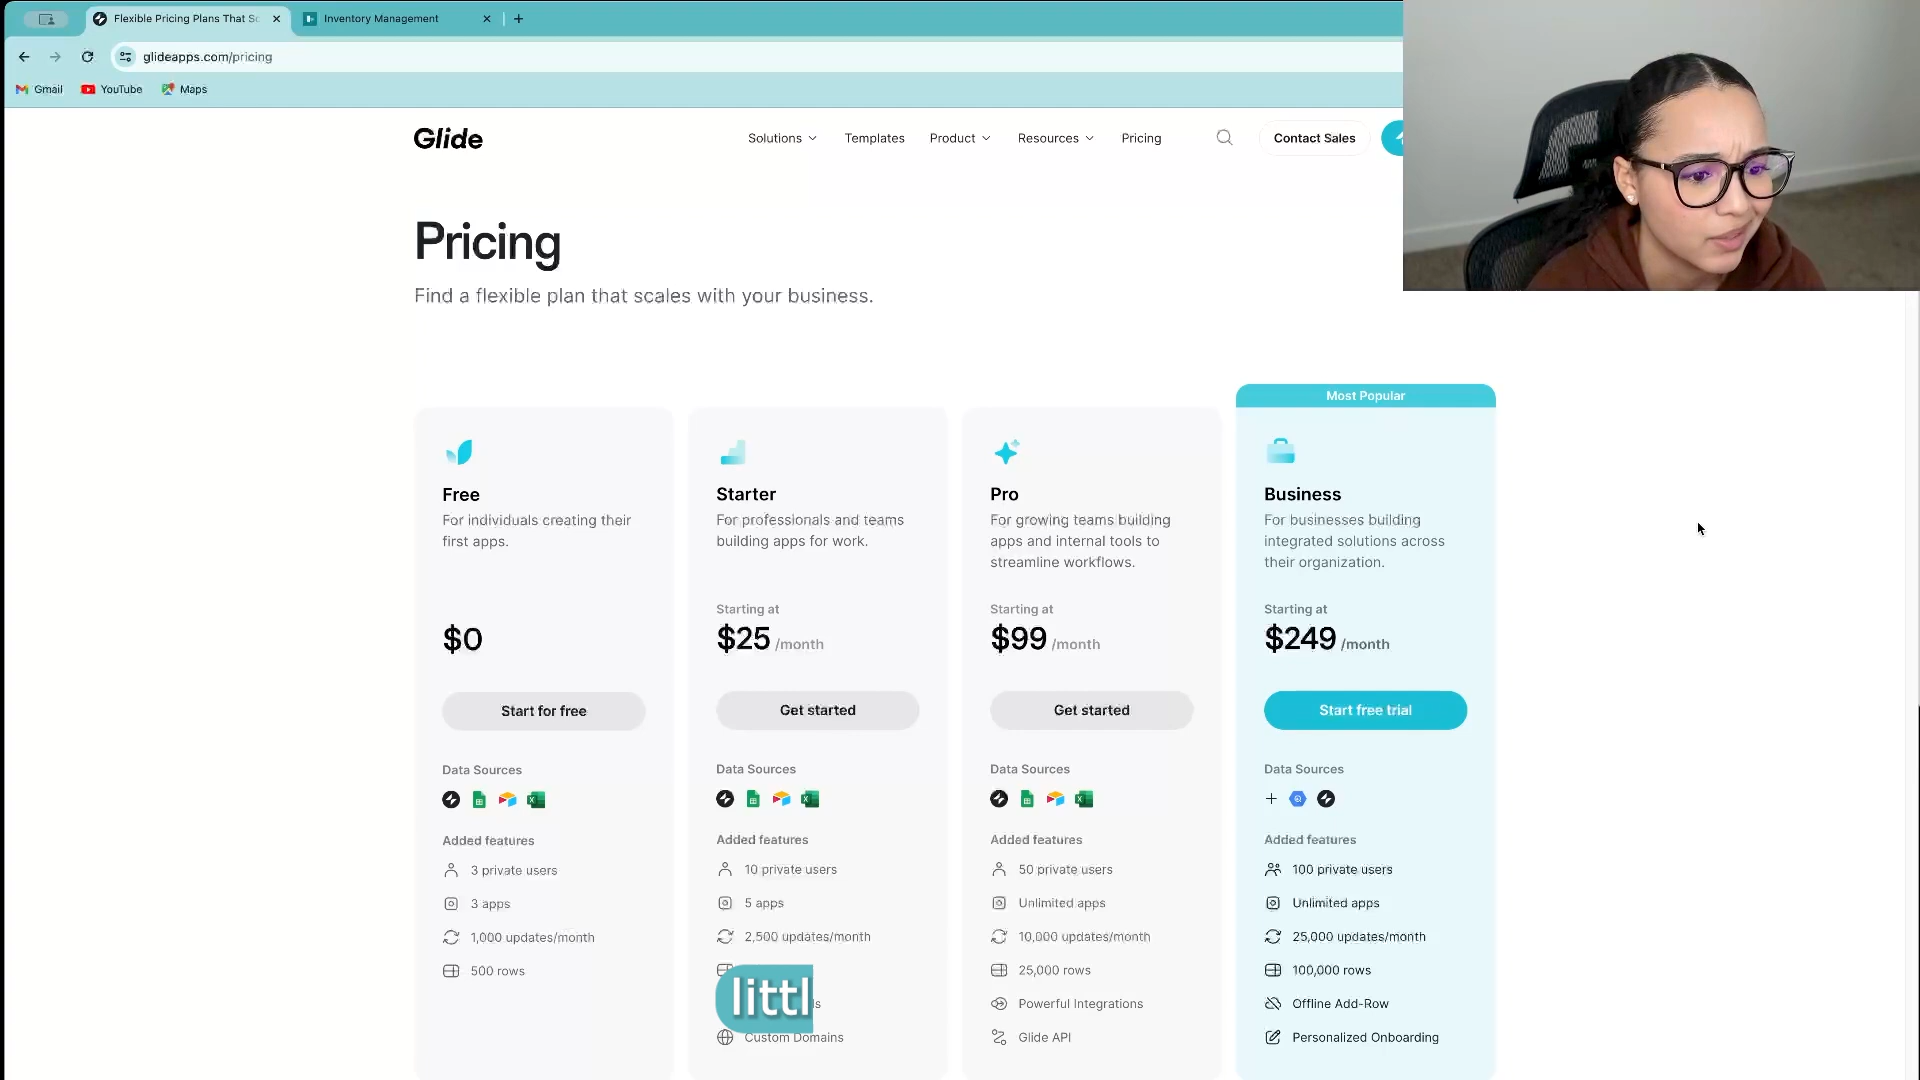 Flexible Pricing Plans That Sc
Inventory Management
glideapps.com/pricing
Gmail
YouTube
Maps
Glide
Solutions
Templates
Product
Resources
Pricing
Contact Sales
Pricing
Find a flexible plan that scales with your business.
Free
For individuals creating their
first apps.
$0
Start for free
Data Sources
Added features
3 private users
3 apps
1,000 updates/month
500 rows
Starter
For professionals and teams
building apps for work.
Starting at
$25 /month
Get started
Data Sources
Added features
10 private users
5 apps
2,500 updates/month
littl
Custom Domains
Pro
For growing teams building
apps and internal tools to
streamline workflows.
Starting at
$99 /month
Get started
Data Sources
Added features
50 private users
Unlimited apps
10,000 updates/month
25,000 rows
Powerful Integrations
Glide API
Most Popular
Business
For businesses building
integrated solutions across
their organization.
Starting at
$249 /month
Start free trial
Data Sources
Added features
100 private users
Unlimited apps
25,000 updates/month
100,000 rows
Offline Add-Row
Personalized Onboarding